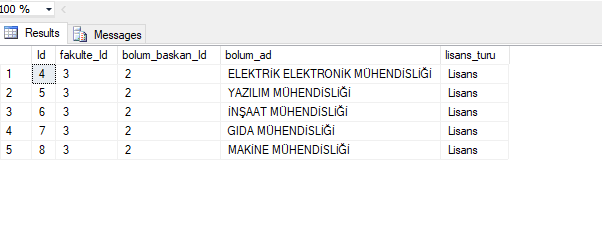 100 %
Results Messages
Id fakulte_Id bolum_baskan_Id bolum_ad lisans_turu
1 4 3 2 ELEKTRİK ELEKTRONİK MÜHENDİSLİĞİ Lisans
2 5 3 2 YAZILIM MÜHENDİSLİĞİ Lisans
3 6 3 2 İNŞAAT MÜHENDİSLİĞİ Lisans
4 7 3 2 GIDA MÜHENDİSLİĞİ Lisans
5 8 3 2 MAKİNE MÜHENDİSLİĞİ Lisans